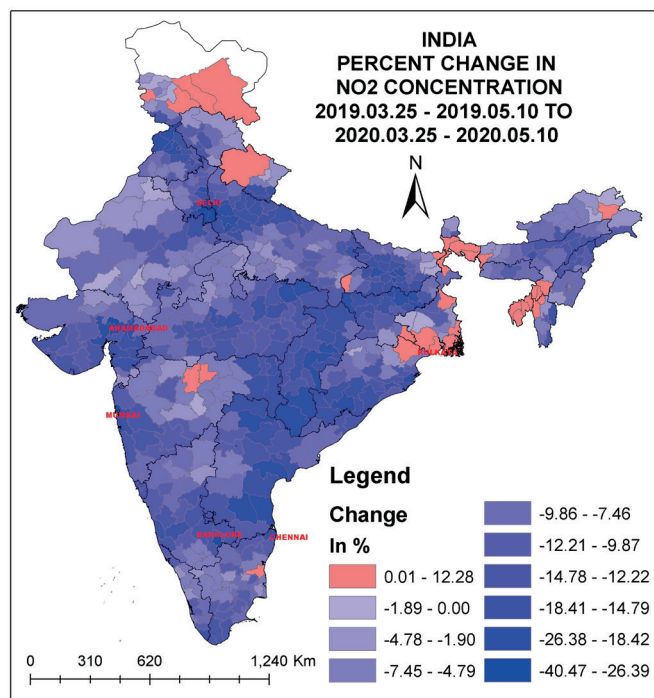 INDIA
PERCENT CHANGE IN
NO2 CONCENTRATION
2019.03.25 - 2019.05.10 TO
2020.03.25 - 2020.05.10
N
DELHI
AHAMADABAD
KOLKATA
MUMBAI
BANGLORE
CHENNAI
Legend
Change
In %
0.01 - 12.28
-1.89 - 0.00
-4.78 - -1.90
-7.45 - -4.79
-9.86 - -7.46
-12.21 - -9.87
-14.78 - -12.22
-18.41 - -14.79
-26.38 - -18.42
-40.47 - -26.39
0 310 620 1,240 Km